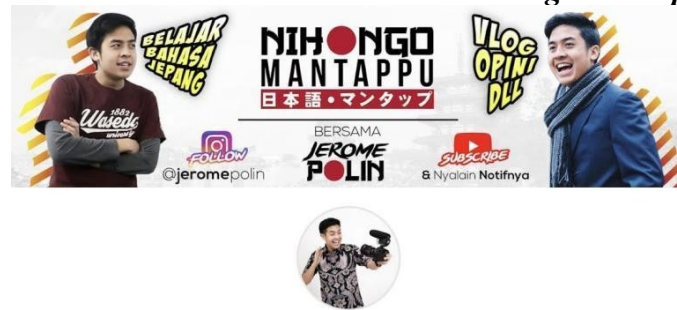 BELAJAR
BAHASA
JEPANG
NIHONGO
MANTAPPU
日本語・マンタップ
VLOG
OPINI
DLL
1882
Waseda
BERSAMA
JEROME
POLIN
FOLLOW
@jeromepolin
SUBSCRIBE
& Nyalain Notifnya